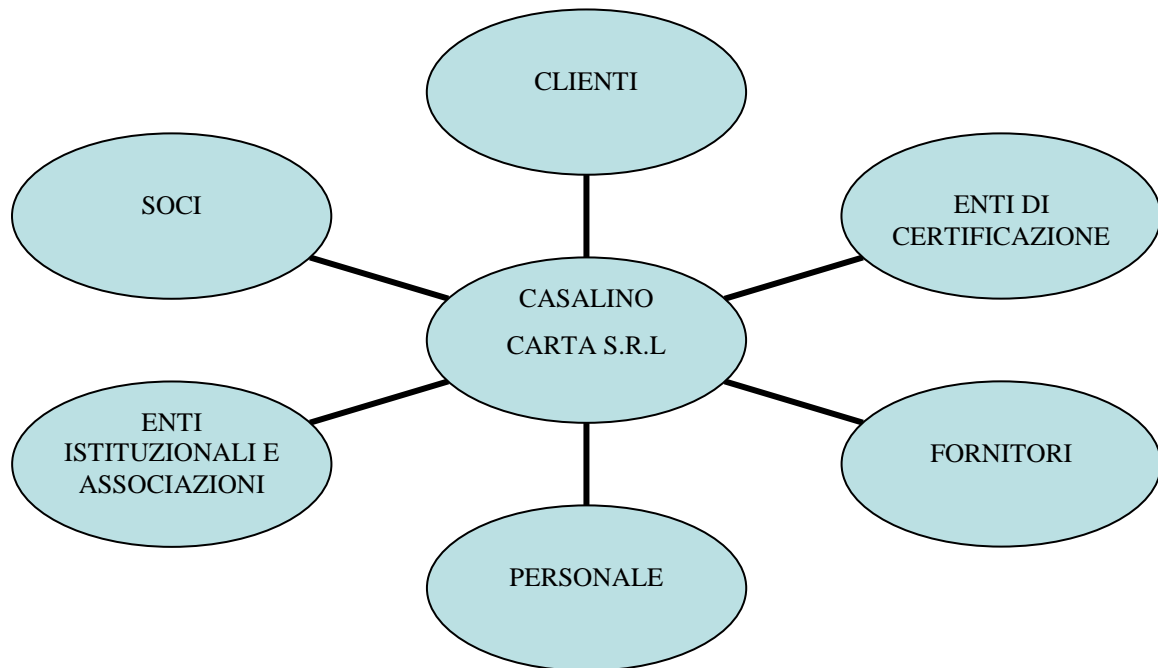 CLIENTI
SOCI
ENTI DI
CERTIFICAZIONE
CASALINO
CARTA S.R.L
ENTI
ISTITUZIONALI E
ASSOCIAZIONI
FORNITORI
PERSONALE